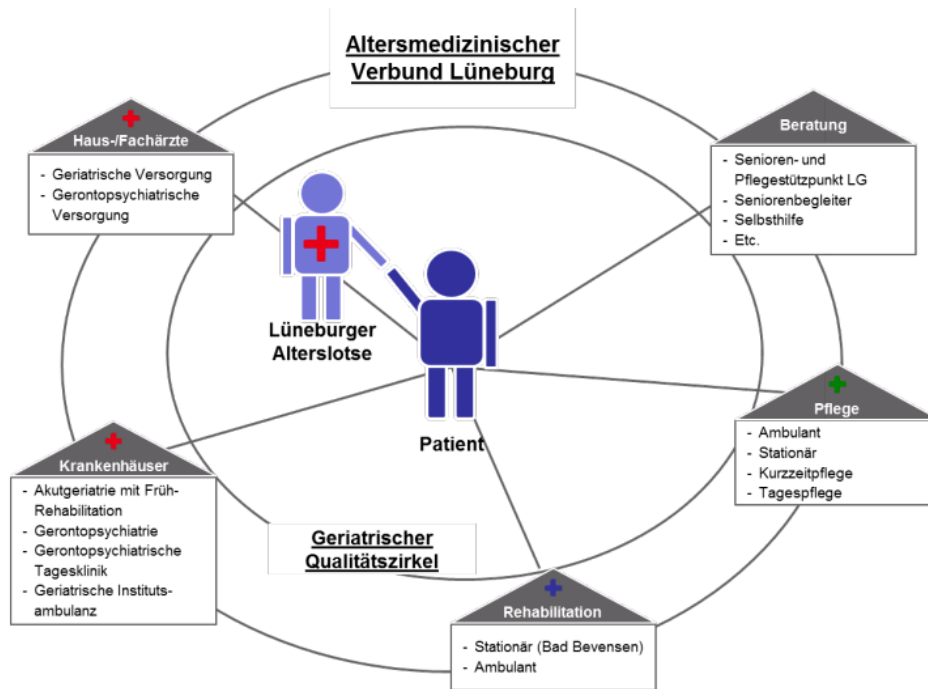 Altersmedizinischer
Verbund Lüneburg
Haus-/Fachärzte
- Geriatrische Versorgung
- Gerontopsychiatrische
Versorgung
Beratung
- Senioren- und
Pflegestützpunkt LG
- Seniorenbegleiter
- Selbsthilfe
- Etc.
Lüneburger
Alterslotse
Patient
Pflege
- Ambulant
- Stationär
- Kurzzeitpflege
- Tagespflege
Krankenhäuser
- Akutgeriatrie mit Früh-
Rehabilitation
- Gerontopsychiatrie
- Gerontopsychiatrische
Tagesklinik
- Geriatrische Instituts-
ambulanz
Geriatrischer
Qualitätszirkel
Rehabilitation
- Stationär (Bad Bevensen)
- Ambulant